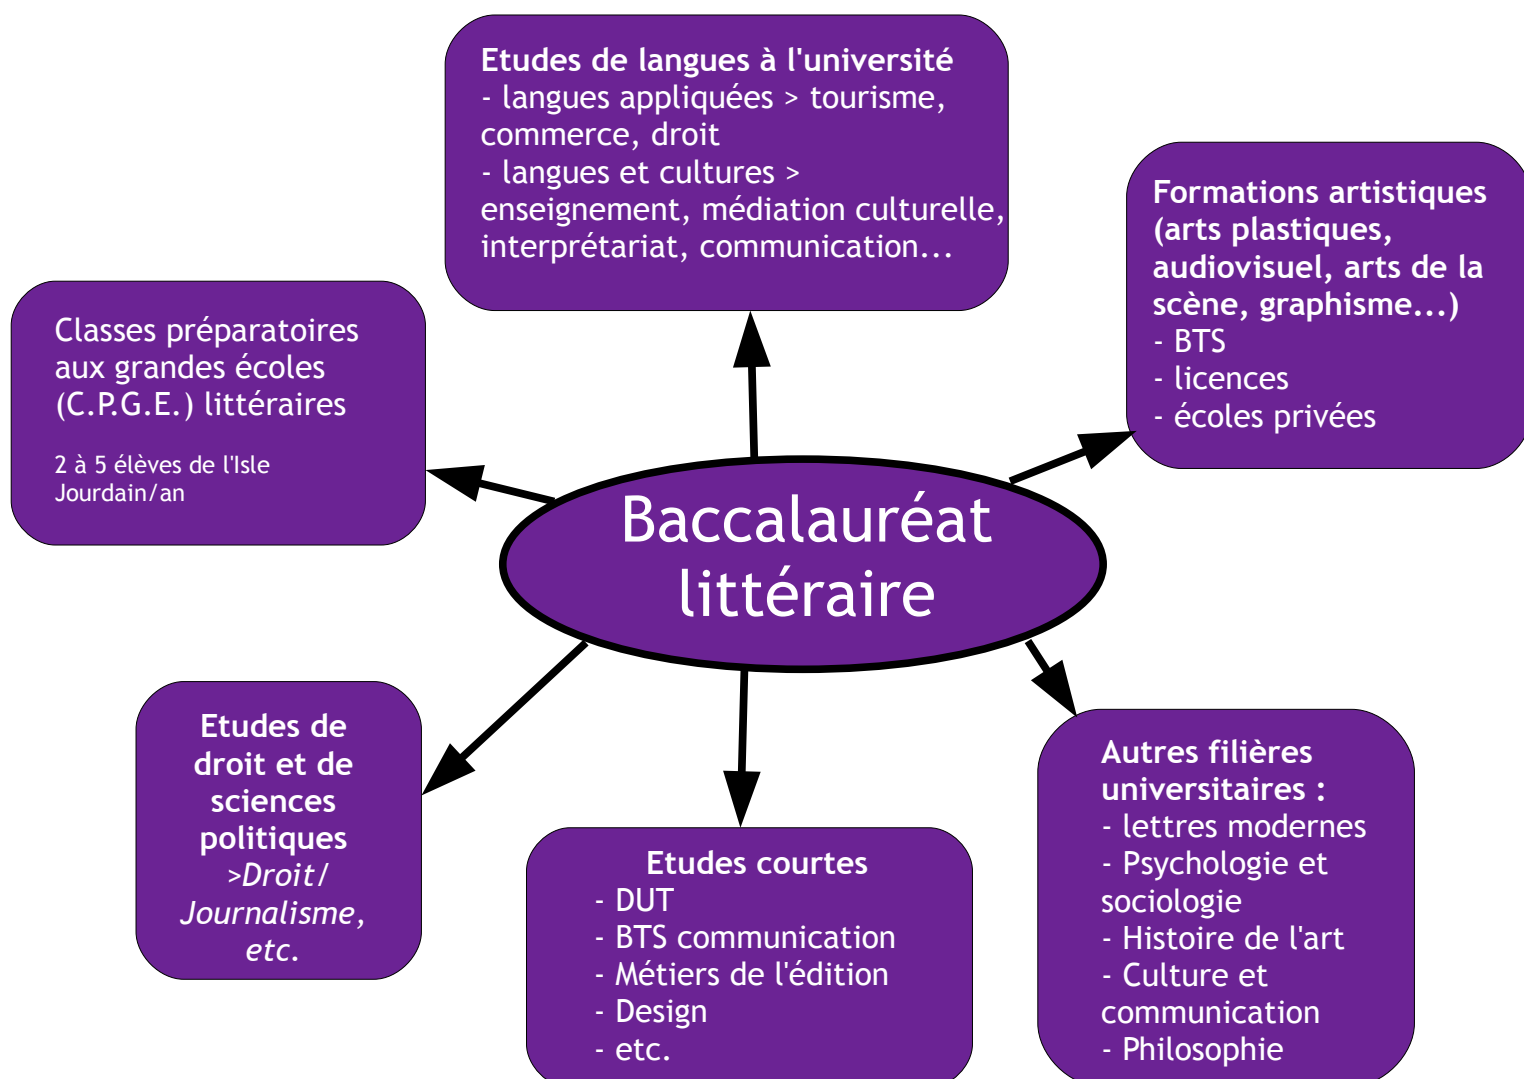 Etudes de langues à l'université
- langues appliquées > tourisme,
commerce, droit
- langues et cultures >
enseignement, médiation culturelle,
interprétariat, communication...
Formations artistiques
(arts plastiques,
audiovisuel, arts de la
scène, graphisme...)
- BTS
- licences
- écoles privées
Classes préparatoires
aux grandes écoles
(C.P.G.E.) littéraires
2 à 5 élèves de l'Isle
Jourdain/an
Baccalauréat
littéraire
Etudes de
droit et de
sciences
politiques
>Droit/
Journalisme,
etc.
Etudes courtes
- DUT
- BTS communication
- Métiers de l'édition
- Design
- etc.
Autres filières
universitaires :
- lettres modernes
- Psychologie et
sociologie
- Histoire de l'art
- Culture et
communication
- Philosophie